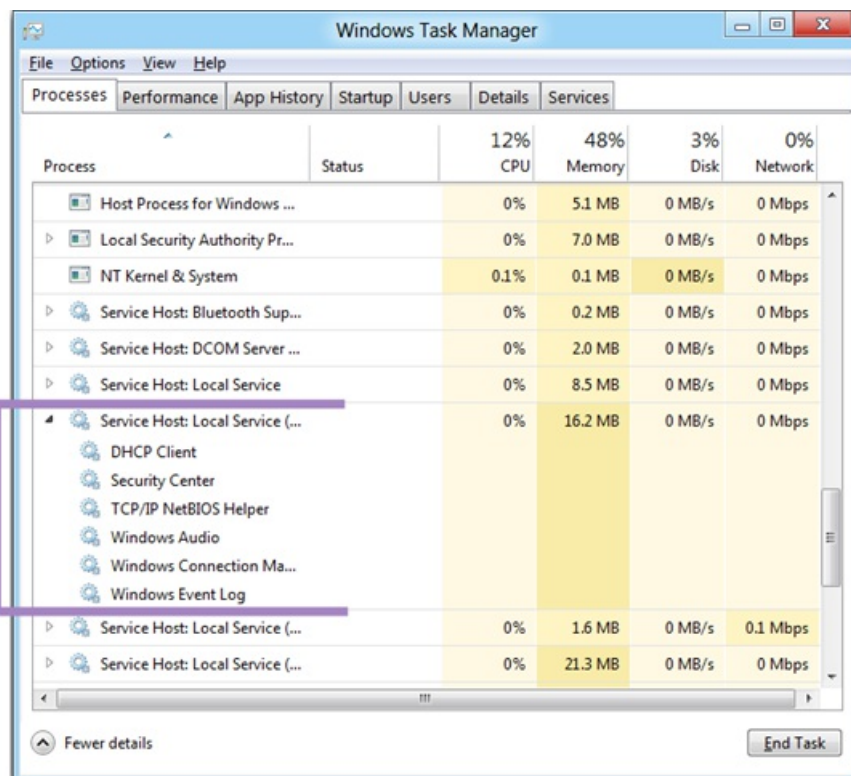 Windows Task Manager
File Options View Help
Processes Performance App History Startup Users Details Services
12% 48% 3% 0%
Process Status CPU Memory Disk Network
Host Process for Windows ... 0% 5.1 MB 0 MB/s 0 Mbps
Local Security Authority Pr... 0% 7.0 MB 0 MB/s 0 Mbps
NT Kernel & System 0.1% 0.1 MB 0 MB/s 0 Mbps
Service Host: Bluetooth Sup... 0% 0.2 MB 0 MB/s 0 Mbps
Service Host: DCOM Server ... 0% 2.0 MB 0 MB/s 0 Mbps
Service Host: Local Service 0% 8.5 MB 0 MB/s 0 Mbps
Service Host: Local Service (... 0% 16.2 MB 0 MB/s 0 Mbps
DHCP Client
Security Center
TCP/IP NetBIOS Helper
Windows Audio
Windows Connection Ma...
Windows Event Log
Service Host: Local Service (... 0% 1.6 MB 0 MB/s 0.1 Mbps
Service Host: Local Service (... 0% 21.3 MB 0 MB/s 0 Mbps
Fewer details End Task